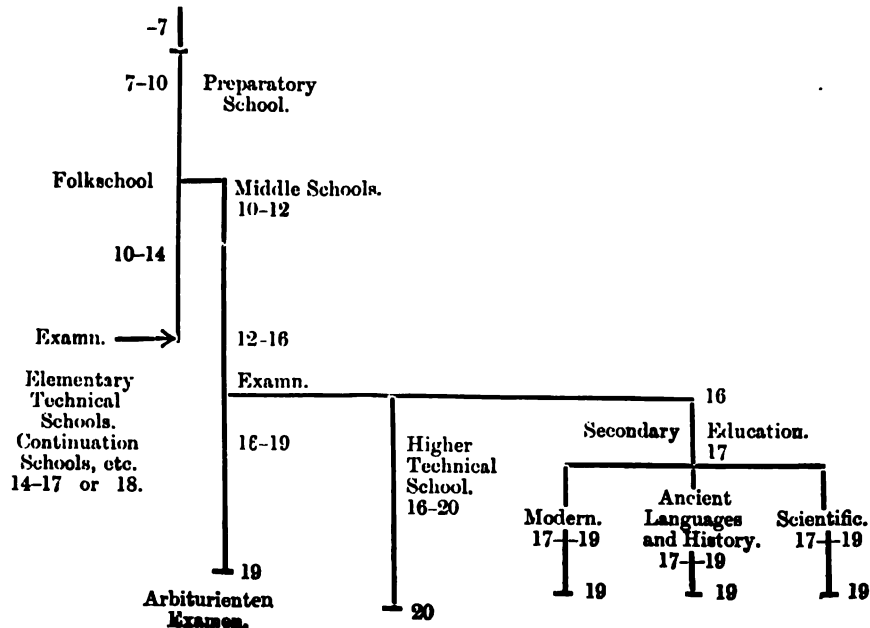 -7
7-10
Preparatory
School.
Folkschool
Middle Schools.
10-12
10-14
Examn.
12-16
Elementary
Technical
Schools.
Continuation
Schools, etc.
14-17 or 18.
Examn.
16-19
Higher
Technical
School.
16-20
16
Secondary Education.
17
Modern.
17-19
Ancient
Languages
and History.
17-19
Scientific.
17-19
19
Arbiturienten
Examen.
20
19
19
19